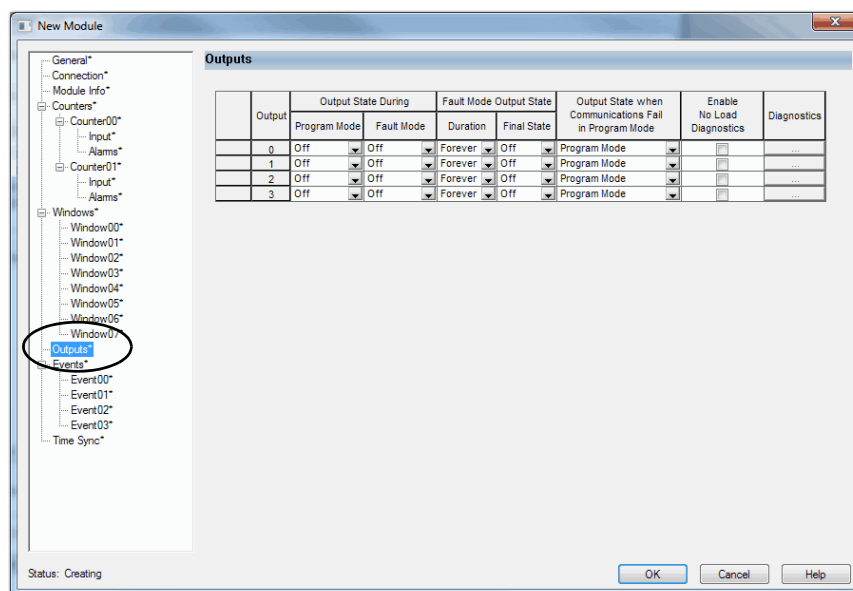 New Module
General*
Connection*
Module Info*
Counters*
Counter00*
Input*
Alarms*
Counter01*
Input*
Alarms*
Windows*
Window00*
Window01*
Window02*
Window03*
Window04*
Window05*
Window06*
Window07*
Outputs*
Events*
Event00*
Event01*
Event02*
Event03*
Time Sync*
Outputs
Output
Output State During
Program Mode
Fault Mode
Fault Mode Output State
Duration
Final State
Output State when
Communications Fail
in Program Mode
Enable
No Load
Diagnostics
Diagnostics
0 Off Off Forever Off Program Mode ...
1 Off Off Forever Off Program Mode ...
2 Off Off Forever Off Program Mode ...
3 Off Off Forever Off Program Mode ...
Status: Creating
OK
Cancel
Help